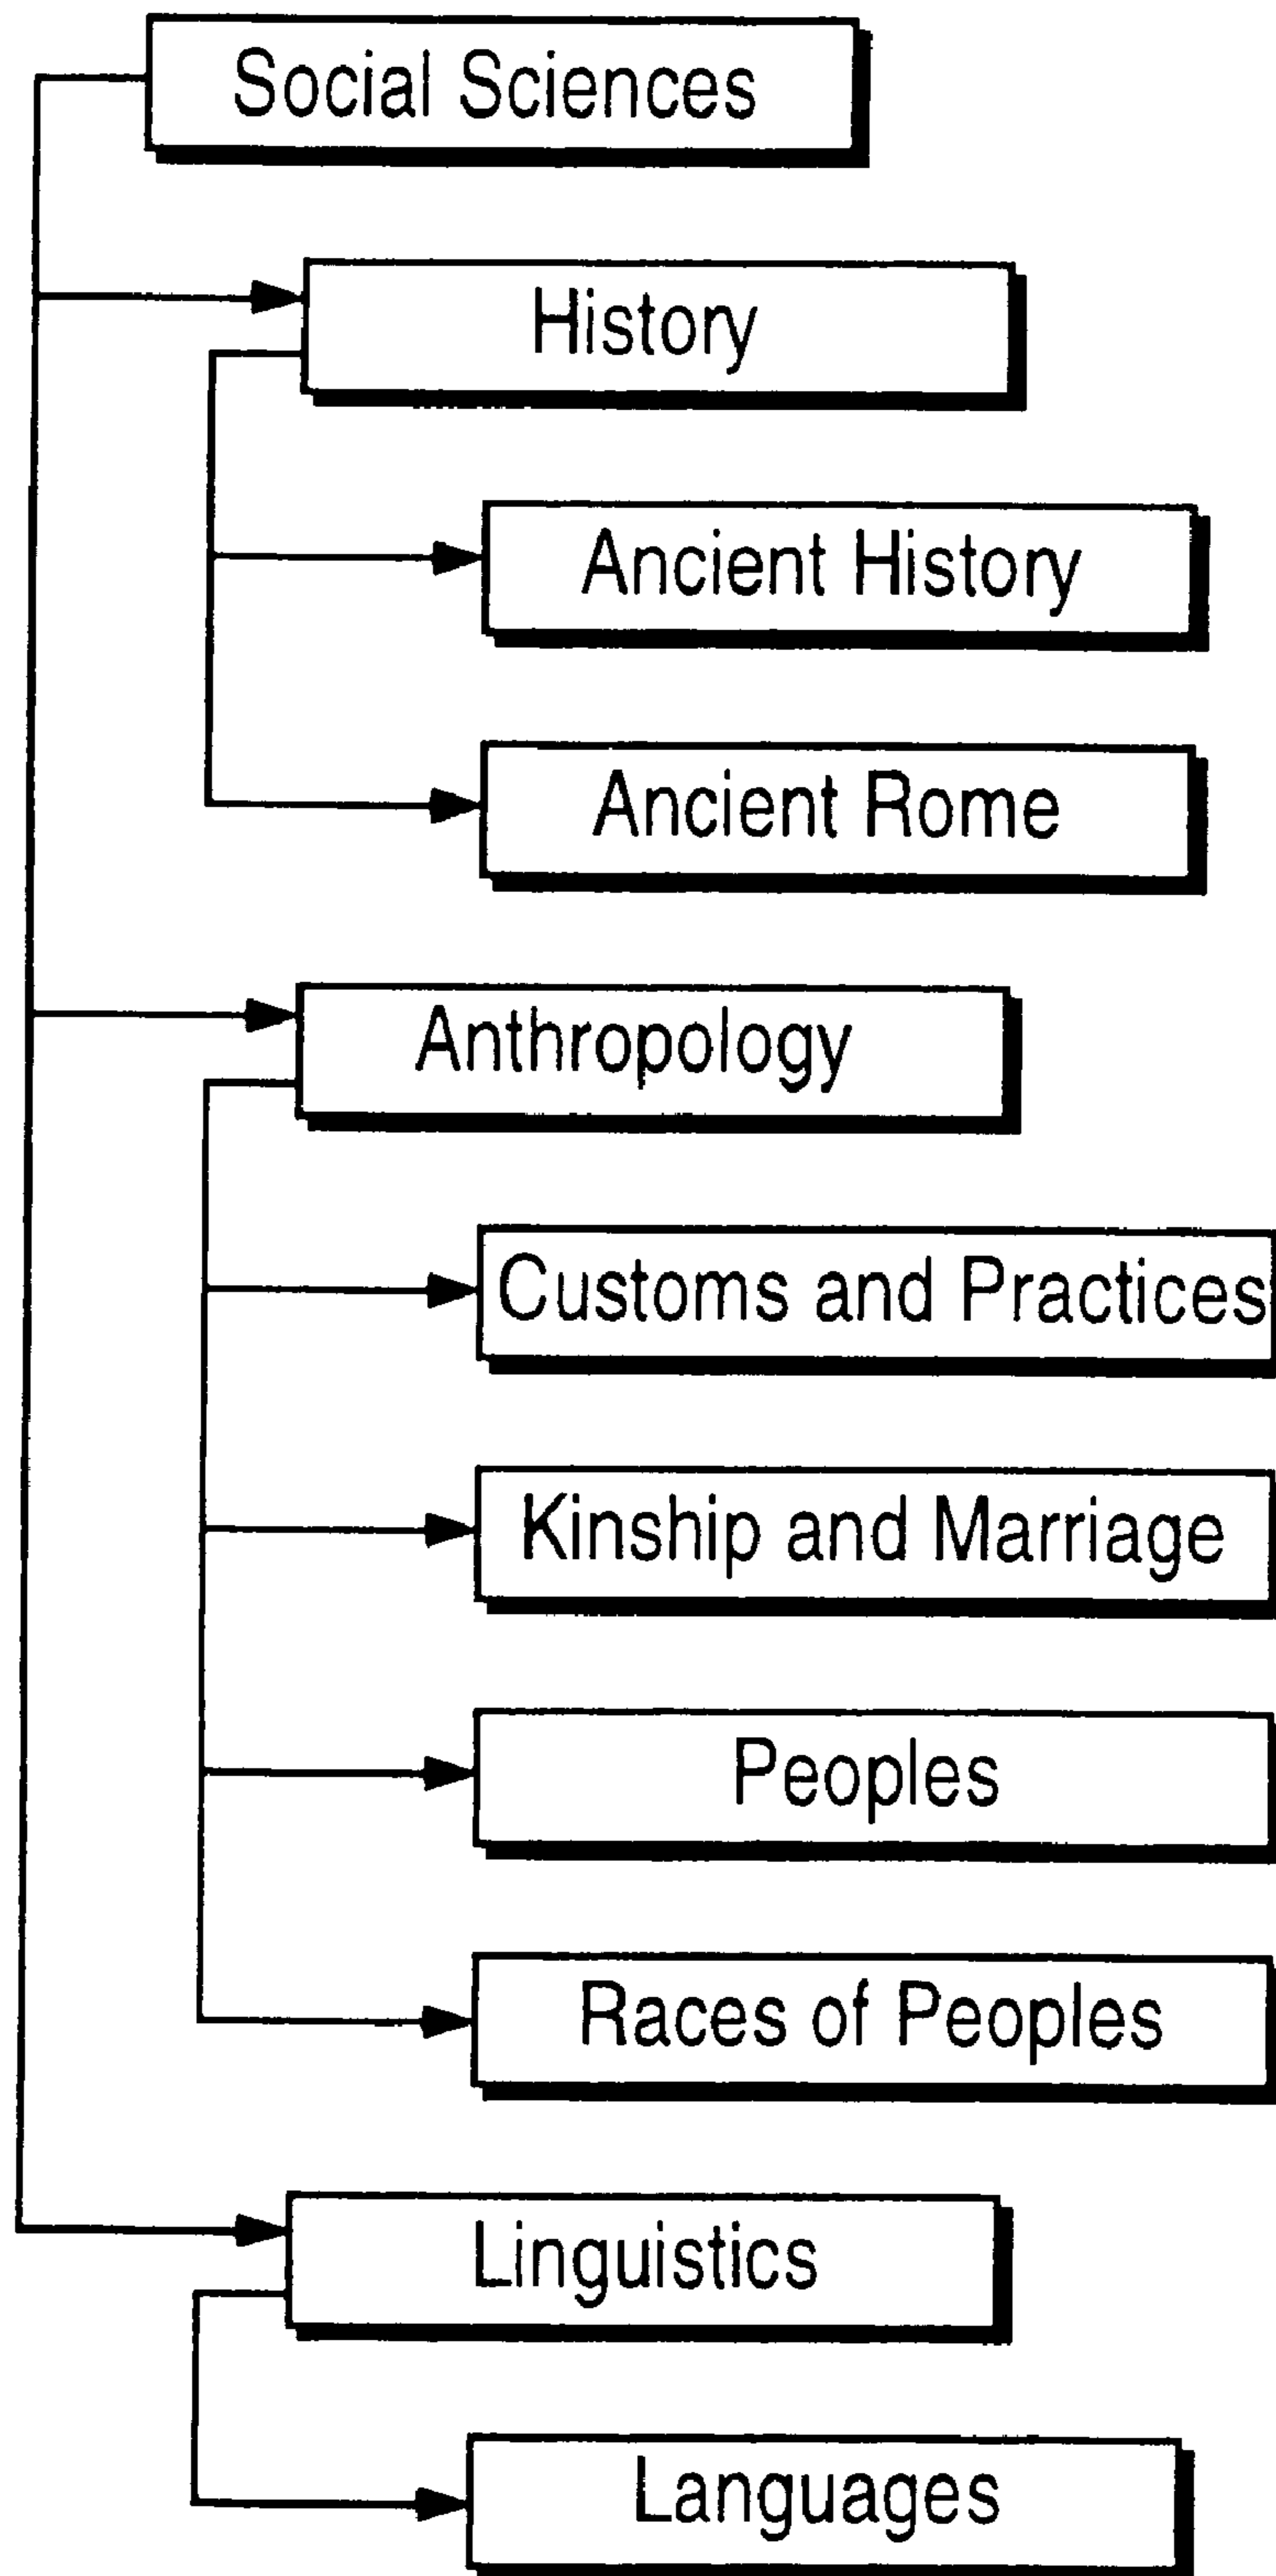 Social Sciences
History
Ancient History
Ancient Rome
Anthropology
Customs and Practices
Kinship and Marriage
Peoples
Races of Peoples
Linguistics
Languages